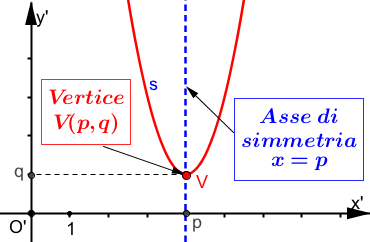 y'
Vertice
V(p,q)
s
Asse di
simmetria
x = p
q
V
x'
O'
1
p